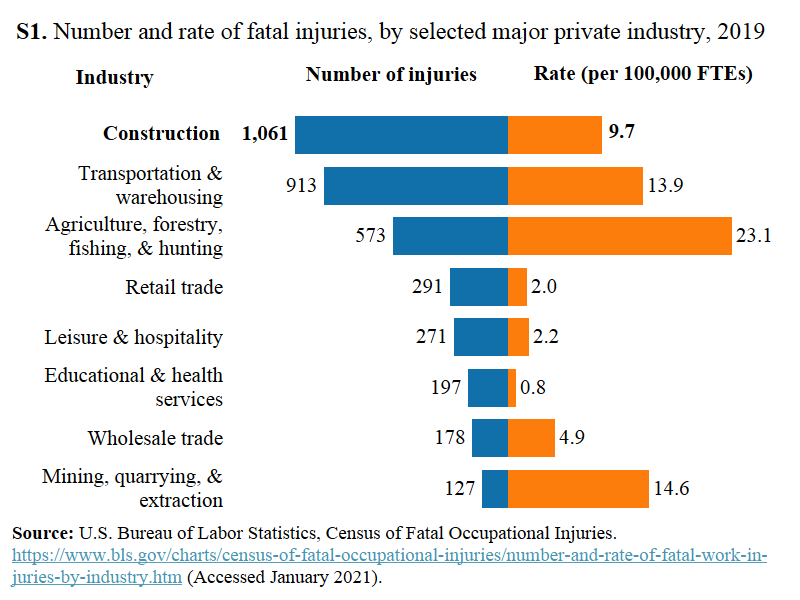 S1. Number and rate of fatal injuries, by selected major private industry, 2019
Industry Number of injuries Rate (per 100,000 FTEs)
Construction 1,061 9.7
Transportation &
warehousing 913 13.9
Agriculture, forestry,
fishing, & hunting 573 23.1
Retail trade 291 2.0
Leisure & hospitality 271 2.2
Educational & health
services 197 0.8
Wholesale trade 178 4.9
Mining, quarrying, &
extraction 127 14.6
Source: U.S. Bureau of Labor Statistics, Census of Fatal Occupational Injuries.
https://www.bls.gov/charts/census-of-fatal-occupational-injuries/number-and-rate-of-fatal-work-in-
juries-by-industry.htm (Accessed January 2021).